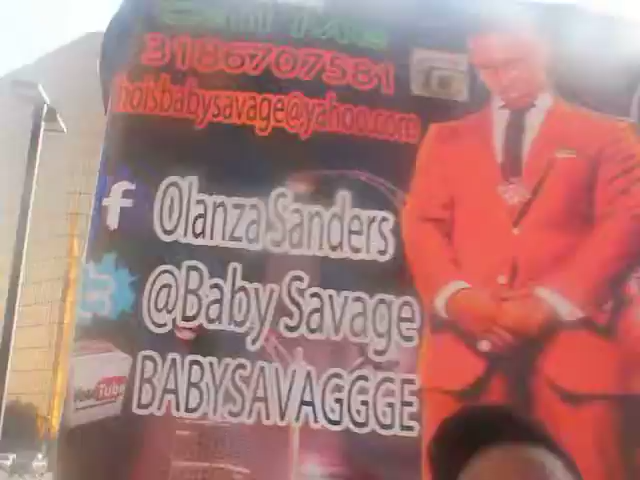 3186707581
hoisbabysavage@yahoo.com
f Olanza Sanders
@Baby Savage
YouTube BABYSAVAGGGE